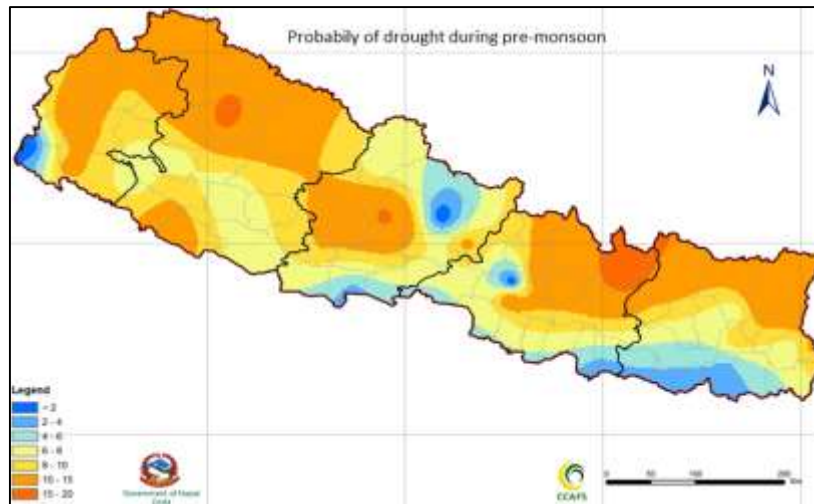 Probabily of drought during pre-monsoon
N
Legend
< 2
2 - 4
4 - 6
6 - 8
8 - 10
10 - 15
15 - 20
Government of Nepal
CCAFS
0 50 100 200